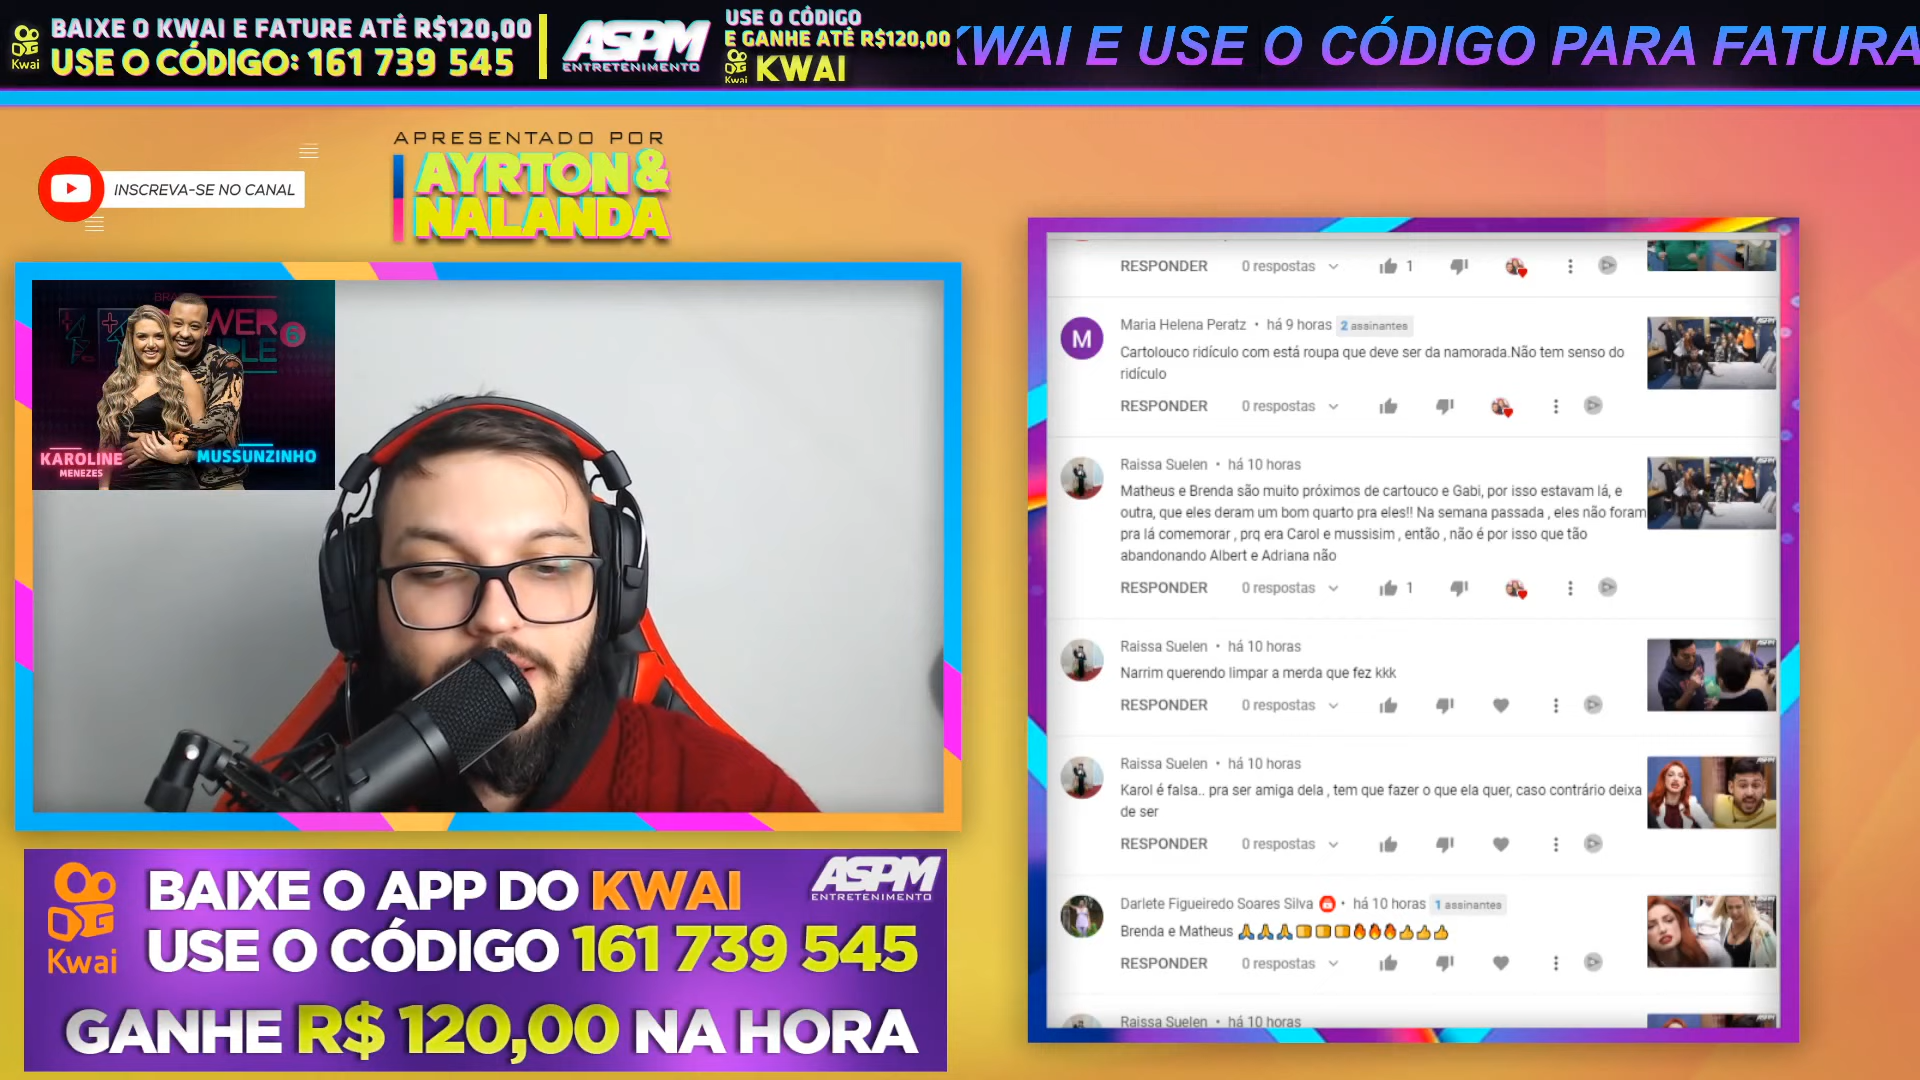 BAIXE O KWAI E FATURE ATÉ R$120,00
USE O CÓDIGO: 161 739 545
Kwai
ASPM
ENTRETENIMENTO
USE O CÓDIGO
E GANHE ATÉ R$120,00
Kwai
KWAI
KWAI E USE O CÓDIGO PARA FATURA
INSCREVA-SE NO CANAL
APRESENTADO POR
AYRTON &
NALANDA
POWER
6
KAROLINE
MENEZES
MUSSUNZINHO
RESPONDER 0 respostas 1
M
Maria Helena Peratz • há 9 horas 2 assinantes
Cartolouco ridículo com está roupa que deve ser da namorada.Não tem senso do
ridículo
RESPONDER 0 respostas
Raissa Suelen • há 10 horas
Matheus e Brenda são muito próximos de cartouco e Gabi, por isso estavam lá, e
outra, que eles deram um bom quarto pra eles!! Na semana passada , eles não foram
pra lá comemorar , prq era Carol e mussisim , então , não é por isso que tão
abandonando Albert e Adriana não
RESPONDER 0 respostas 1
Raissa Suelen • há 10 horas
Narrim querendo limpar a merda que fez kkk
RESPONDER 0 respostas
Raissa Suelen • há 10 horas
Karol é falsa.. pra ser amiga dela , tem que fazer o que ela quer, caso contrário deixa
de ser
RESPONDER 0 respostas
Darlete Figueiredo Soares Silva • há 10 horas 1 assinantes
Brenda e Matheus 🙏🙏🙏👊👊👊🔥🔥🔥👍👍👍
RESPONDER 0 respostas
Raissa Suelen • há 10 horas
Kwai
BAIXE O APP DO KWAI
USE O CÓDIGO 161 739 545
GANHE R$ 120,00 NA HORA
ASPM
ENTRETENIMENTO